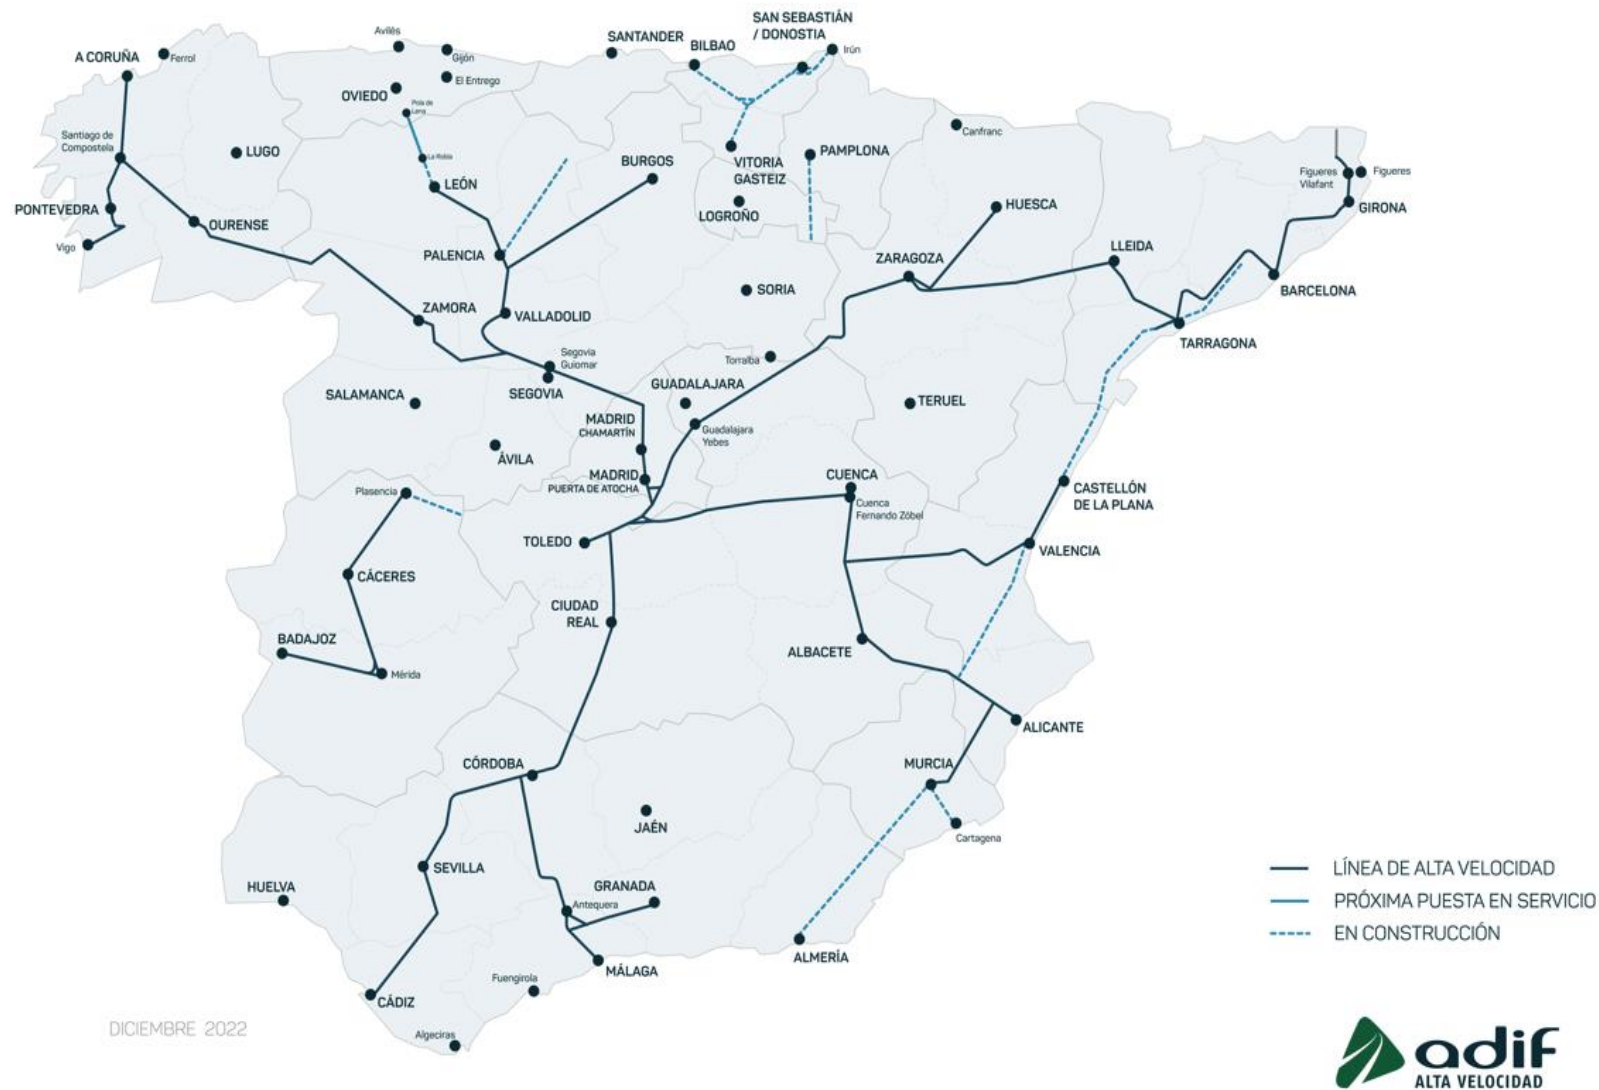 SAN SEBASTIÁN
/ DONOSTIA
Irún
SANTANDER
BILBAO
Avilés
Gijón
A CORUÑA
Ferrol
El Entrego
OVIEDO
Pola de
Lena
Canfranc
Santiago de
Compostela
LUGO
La Robla
BURGOS
VITORIA
GASTEIZ
PAMPLONA
LEÓN
Figueres
Vilafant
Figueres
PONTEVEDRA
OURENSE
LOGROÑO
HUESCA
GIRONA
Vigo
PALENCIA
ZARAGOZA
LLEIDA
SORIA
BARCELONA
ZAMORA
VALLADOLID
TARRAGONA
Segovia
Guiomar
Torralba
SEGOVIA
GUADALAJARA
SALAMANCA
TERUEL
MADRID
CHAMARTÍN
Guadalajara
Yebes
ÁVILA
MADRID
PUERTA DE ATOCHA
CUENCA
Plasencia
CASTELLÓN
DE LA PLANA
Cuenca
Fernando Zóbel
TOLEDO
VALENCIA
CÁCERES
CIUDAD
REAL
BADAJOZ
ALBACETE
Mérida
ALICANTE
CÓRDOBA
MURCIA
JAÉN
Cartagena
SEVILLA
LÍNEA DE ALTA VELOCIDAD
HUELVA
GRANADA
PRÓXIMA PUESTA EN SERVICIO
Antequera
EN CONSTRUCCIÓN
ALMERÍA
MÁLAGA
Fuengirola
CÁDIZ
DICIEMBRE 2022
Algeciras
adif
ALTA VELOCIDAD